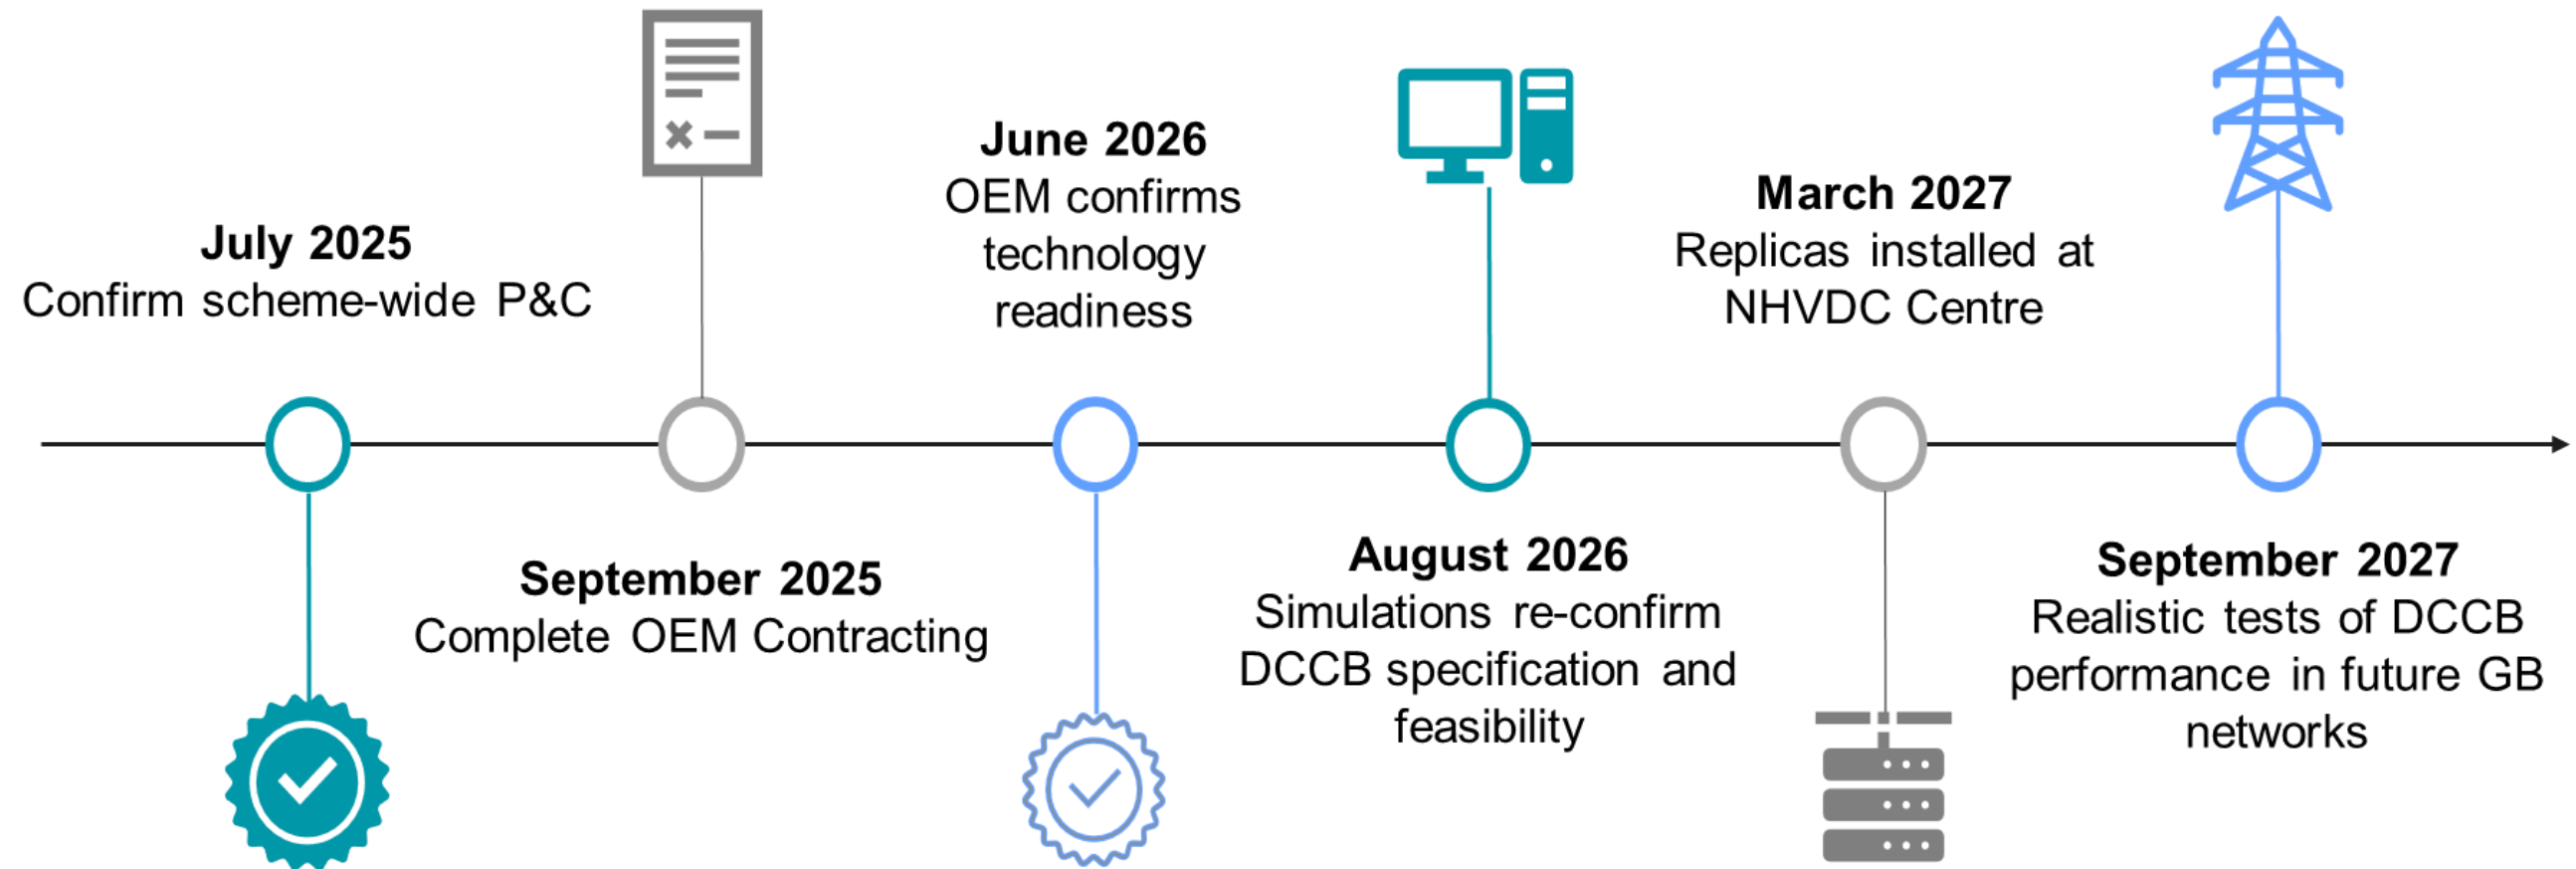 July 2025
Confirm scheme-wide P&C
September 2025
Complete OEM Contracting
June 2026
OEM confirms
technology
readiness
August 2026
Simulations re-confirm
DCCB specification and
feasibility
March 2027
Replicas installed at
NHVDC Centre
September 2027
Realistic tests of DCCB
performance in future GB
networks